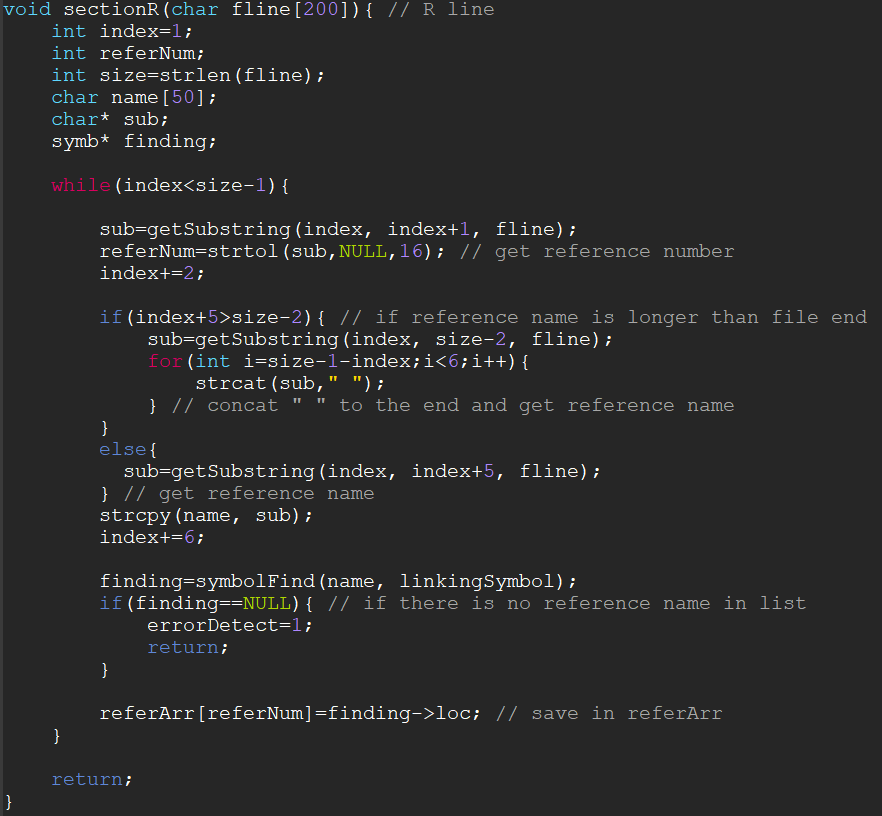 void sectionR(char fline[200]){ // R line
    int index=1;
    int referNum;
    int size=strlen(fline);
    char name[50];
    char* sub;
    symb* finding;

    while(index<size-1){

        sub=getSubstring(index, index+1, fline);
        referNum=strtol(sub,NULL,16); // get reference number
        index+=2;

        if(index+5>size-2){ // if reference name is longer than file end
            sub=getSubstring(index, size-2, fline);
            for(int i=size-1-index;i<6;i++){
                strcat(sub," ");
            } // concat " " to the end and get reference name
        }
        else{
          sub=getSubstring(index, index+5, fline);
        } // get reference name
        strcpy(name, sub);
        index+=6;

        finding=symbolFind(name, linkingSymbol);
        if(finding==NULL){ // if there is no reference name in list
            errorDetect=1;
            return;
        }

        referArr[referNum]=finding->loc; // save in referArr
    }

    return;
}